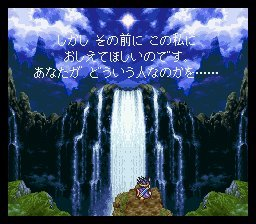 しかし その前に この私に
おしえてほしいのです。
あなたが どういう人なのかを……